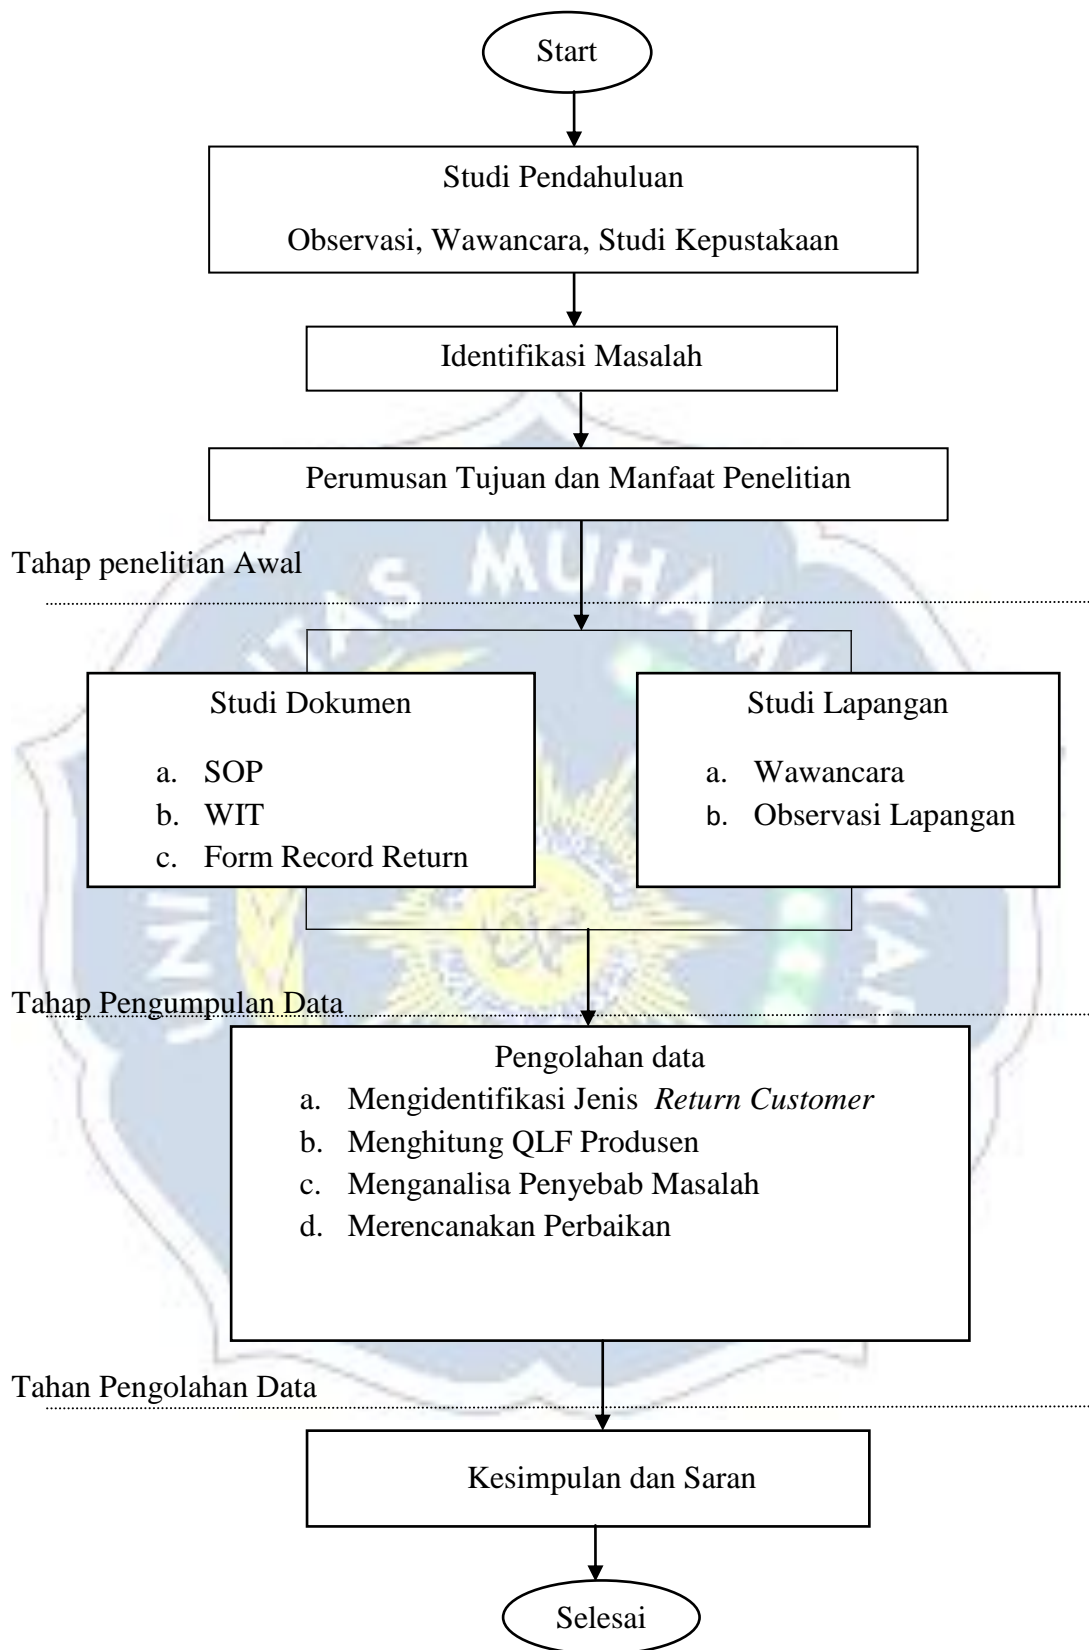 Start
Studi Pendahuluan
Observasi, Wawancara, Studi Kepustakaan
Identifikasi Masalah
Perumusan Tujuan dan Manfaat Penelitian
Tahap penelitian Awal
Studi Dokumen
a. SOP
b. WIT
c. Form Record Return
Studi Lapangan
a. Wawancara
b. Observasi Lapangan
Tahap Pengumpulan Data
Pengolahan data
a. Mengidentifikasi Jenis Return Customer
b. Menghitung QLF Produsen
c. Menganalisa Penyebab Masalah
d. Merencanakan Perbaikan
Tahan Pengolahan Data
Kesimpulan dan Saran
Selesai